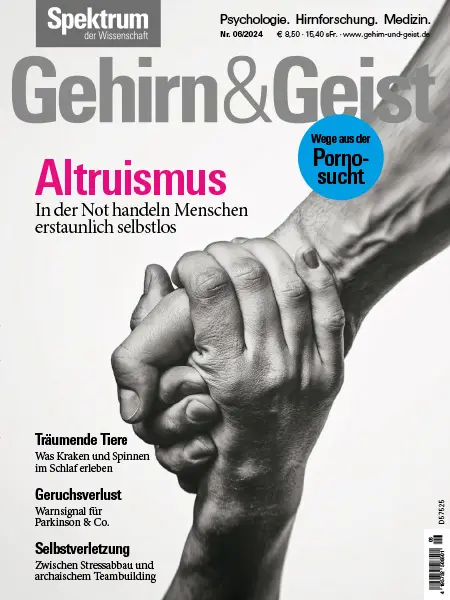 Spektrum
der Wissenschaft
Psychologie. Hirnforschung. Medizin.
Nr. 06/2024 € 9,50 · 15,40 sFr. · www.gehirn-und-geist.de
Gehirn&Geist
Wege aus der
Porno-
sucht
Altruismus
In der Not handeln Menschen
erstaunlich selbstlos
Träumende Tiere
Was Kraken und Spinnen
im Schlaf erleben
Geruchsverlust
Warnsignal für
Parkinson & Co.
Selbstverletzung
Zwischen Stressabbau und
archaischem Teambuilding
D57525